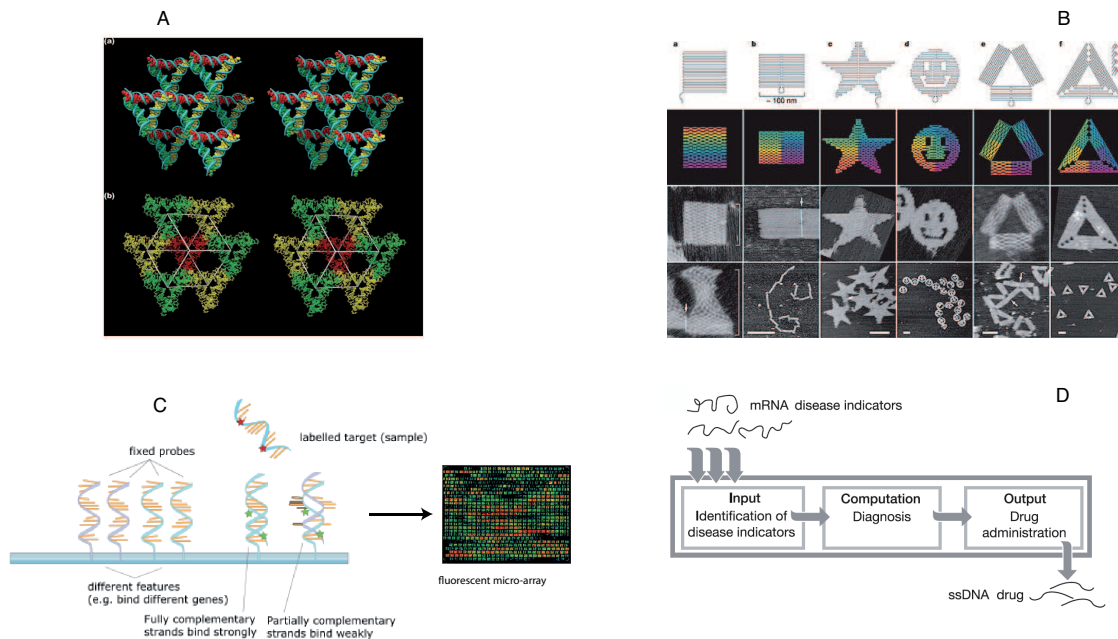 A
(a)
(b)
B
a b c d e f
~ 100 nm
C
labelled target (sample)
fixed probes
different features
(e.g. bind different genes)
Fully complementary
strands bind strongly
Partially complementary
strands bind weakly
fluorescent micro-array
D
mRNA disease indicators
Input
Identification of
disease indicators
Computation
Diagnosis
Output
Drug
administration
ssDNA drug